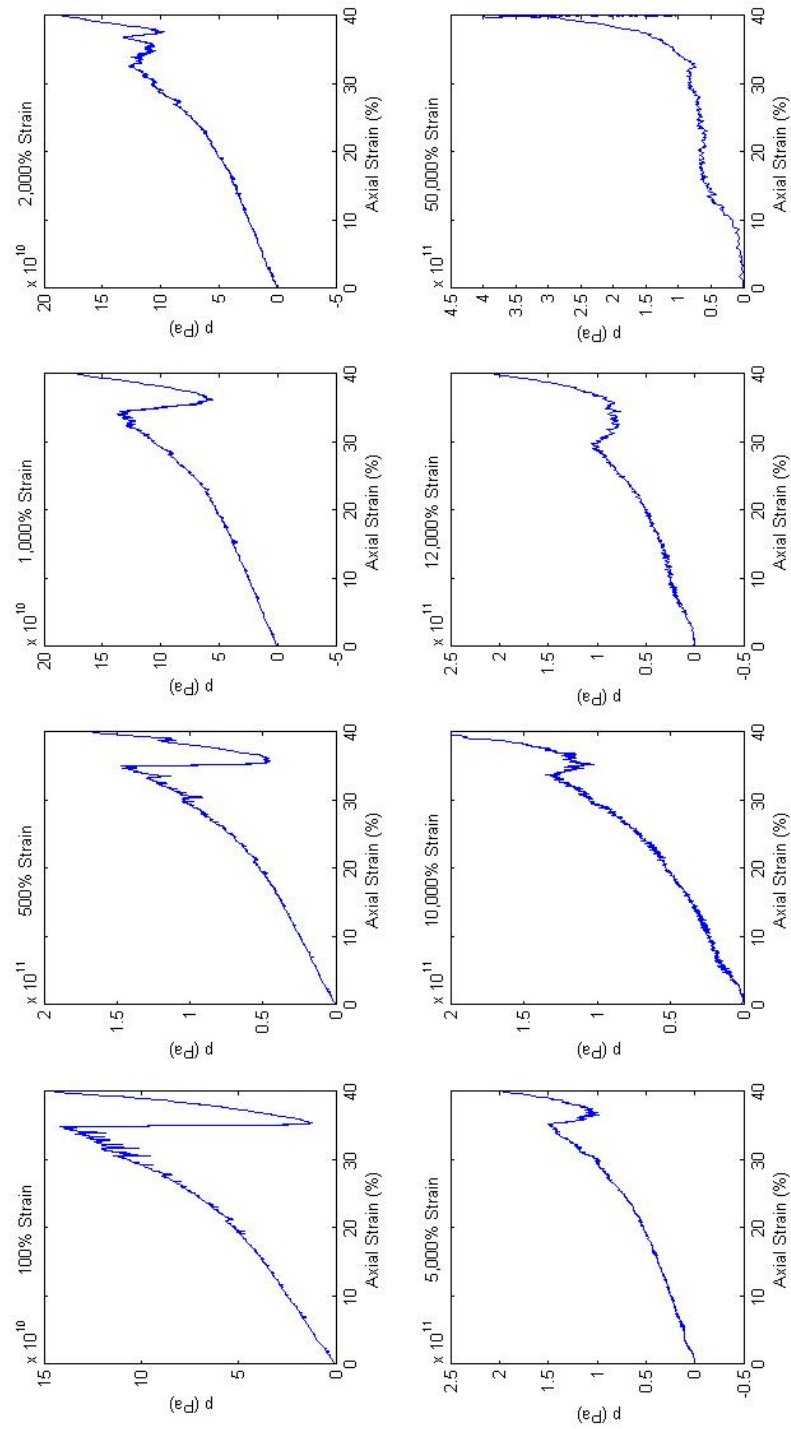 100% Strain
x 10^10
15
10
5
0
p (Pa)
0 10 20 30 40
Axial Strain (%)
500% Strain
x 10^11
2
1.5
1
0.5
0
p (Pa)
0 10 20 30 40
Axial Strain (%)
1,000% Strain
x 10^10
20
15
10
5
0
-5
p (Pa)
0 10 20 30 40
Axial Strain (%)
2,000% Strain
x 10^10
20
15
10
5
0
-5
p (Pa)
0 10 20 30 40
Axial Strain (%)
5,000% Strain
x 10^11
2.5
2
1.5
1
0.5
0
-0.5
p (Pa)
0 10 20 30 40
Axial Strain (%)
10,000% Strain
x 10^11
2
1.5
1
0.5
0
p (Pa)
0 10 20 30 40
Axial Strain (%)
12,000% Strain
x 10^11
2.5
2
1.5
1
0.5
0
-0.5
p (Pa)
0 10 20 30 40
Axial Strain (%)
50,000% Strain
x 10^11
4.5
4
3.5
3
2.5
2
1.5
1
0.5
0
p (Pa)
0 10 20 30 40
Axial Strain (%)